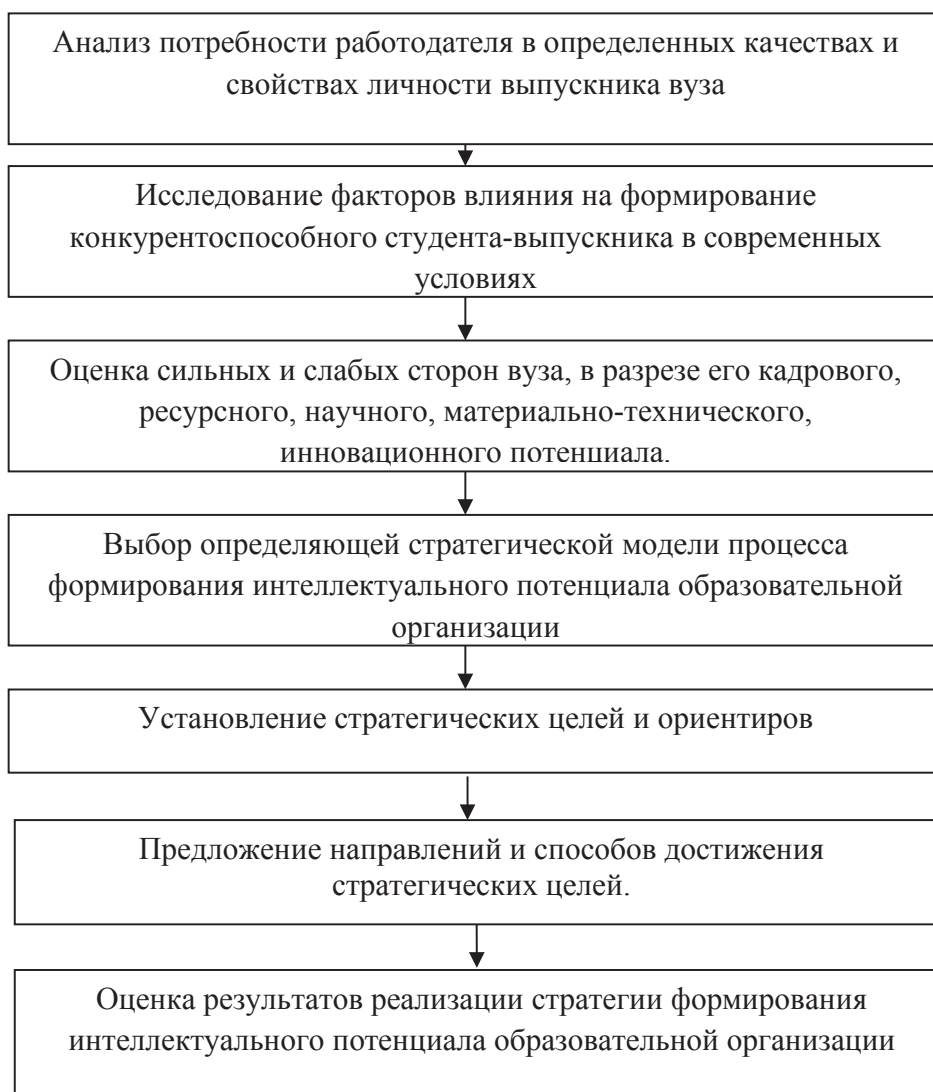 Анализ потребности работодателя в определенных качествах и
свойствах личности выпускника вуза
Исследование факторов влияния на формирование
конкурентоспособного студента-выпускника в современных
условиях
Оценка сильных и слабых сторон вуза, в разрезе его кадрового,
ресурсного, научного, материально-технического,
инновационного потенциала.
Выбор определяющей стратегической модели процесса
формирования интеллектуального потенциала образовательной
организации
Установление стратегических целей и ориентиров
Предложение направлений и способов достижения
стратегических целей.
Оценка результатов реализации стратегии формирования
интеллектуального потенциала образовательной организации